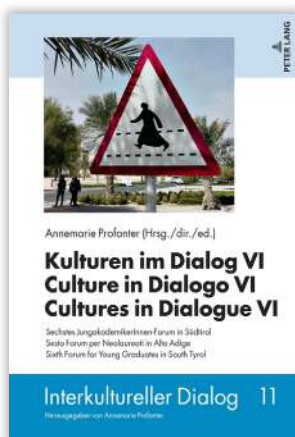 PETER LANG
Annemarie Profanter (Hrsg./dir./ed.)
Kulturen im Dialog VI
Culture in Dialogo VI
Cultures in Dialogue VI
Sechstes JungakademikerInnen-Forum in Südtirol
Sesto Forum per Neolaureati in Alto Adige
Sixth Forum for Young Graduates in South Tyrol
Interkultureller Dialog 11
Herausgegeben von Annemarie Profanter